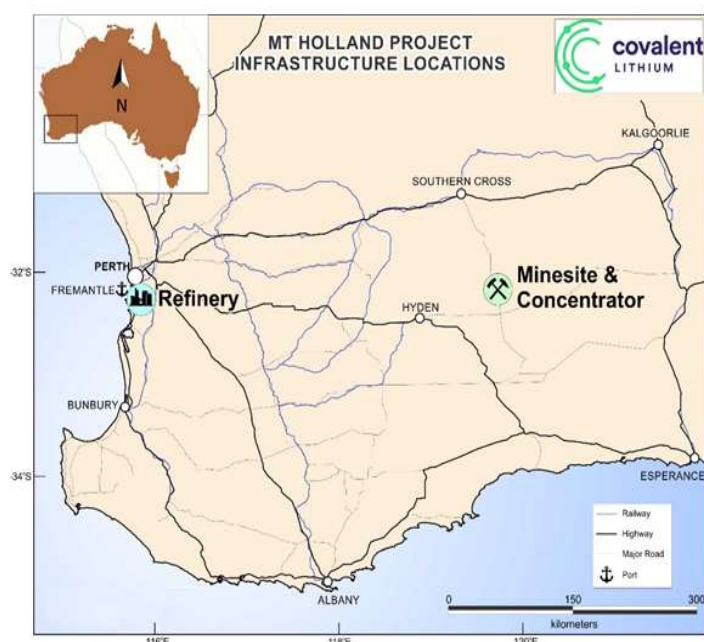 MT HOLLAND PROJECT
INFRASTRUCTURE LOCATIONS
covalent
LITHIUM
N
KALGOORLIE
SOUTHERN CROSS
-32°S
PERTH
FREMANTLE
Refinery
Minesite &
Concentrator
HYDEN
BUNBURY
-34°S
ESPERANCE
Railway
Highway
Major Road
Port
ALBANY
0 150 300
kilometers
116°E 118°E 120°E